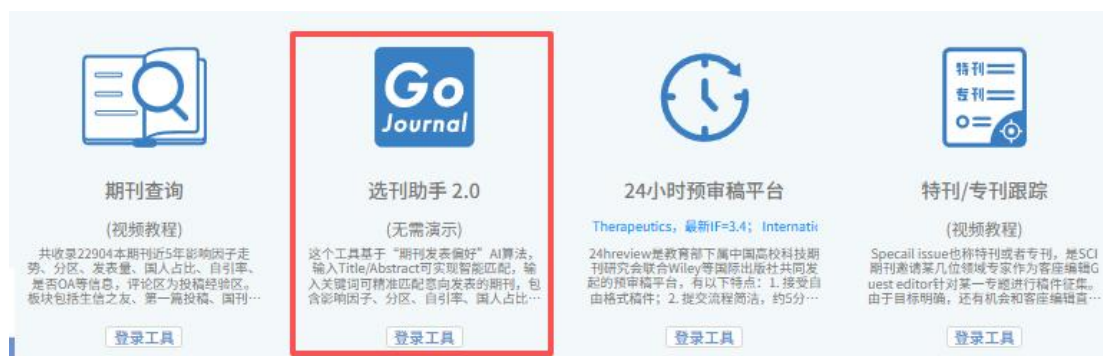 特刊
专刊
Go
Journal
期刊查询
(视频教程)
共收录22904本期刊近5年影响因子走
势、分区、发表量、国人占比、自引率、
是否OA等信息，评论区为投稿经验区。
板块包括生信之友、第一篇投稿、国刊…
登录工具
选刊助手 2.0
(无需演示)
这个工具基于“期刊发表偏好”AI算法，
输入Title/Abstract可实现智能匹配，输
入关键词可精准匹配意向发表的期刊，包
含影响因子、分区、自引率、国人占比…
登录工具
24小时预审稿平台
Therapeutics，最新IF=3.4；Internatio
24hreview是教育部下属中国高校科技期
刊研究会联合Wiley等国际出版社共同发
起的预审稿平台，有以下特点：1. 接受自
由格式稿件；2. 提交流程简洁，约5分…
登录工具
特刊/专刊跟踪
(视频教程)
Specail issue也称特刊或者专刊，是SCI
期刊邀请某几位领域专家作为客座编辑G
uest editor针对某一专题进行稿件征集。
由于目标明确，还有机会和客座编辑直…
登录工具